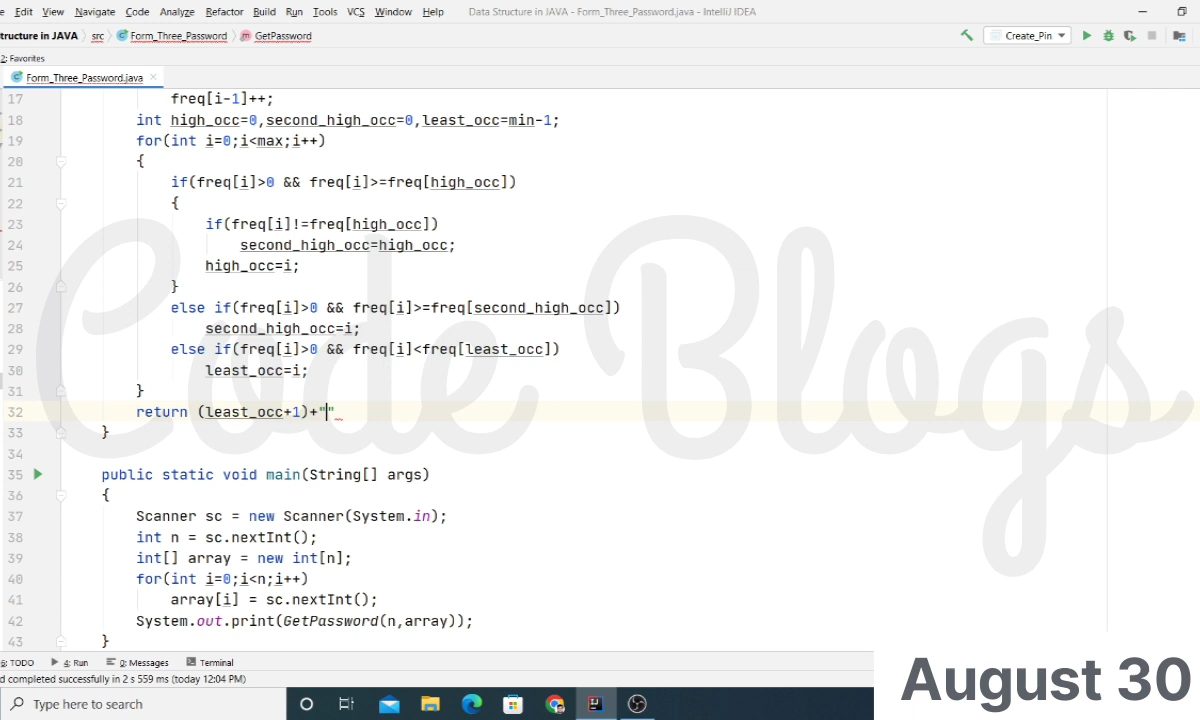 e Edit View Navigate Code Analyze Refactor Build Run Tools VCS Window Help Data Structure in JAVA - Form_Three_Password.java - IntelliJ IDEA
tructure in JAVA src Form_Three_Password GetPassword Create_Pin
2: Favorites
Form_Three_Password.java
17 freq[i-1]++;
18 int high_occ=0,second_high_occ=0,least_occ=min-1;
19 for(int i=0;i<max;i++)
20 {
21 if(freq[i]>0 && freq[i]>=freq[high_occ])
22 {
23 if(freq[i]!=freq[high_occ])
24 second_high_occ=high_occ;
25 high_occ=i;
26 }
27 else if(freq[i]>0 && freq[i]>=freq[second_high_occ])
28 second_high_occ=i;
29 else if(freq[i]>0 && freq[i]<freq[least_occ])
30 least_occ=i;
31 }
32 return (least_occ+1)+""
33 }
34
35 public static void main(String[] args)
36 {
37 Scanner sc = new Scanner(System.in);
38 int n = sc.nextInt();
39 int[] array = new int[n];
40 for(int i=0;i<n;i++)
41 array[i] = sc.nextInt();
42 System.out.print(GetPassword(n,array));
43 }
Code Blogs
6: TODO 4: Run 0: Messages Terminal
d completed successfully in 2 s 559 ms (today 12:04 PM)
Type here to search
August 30